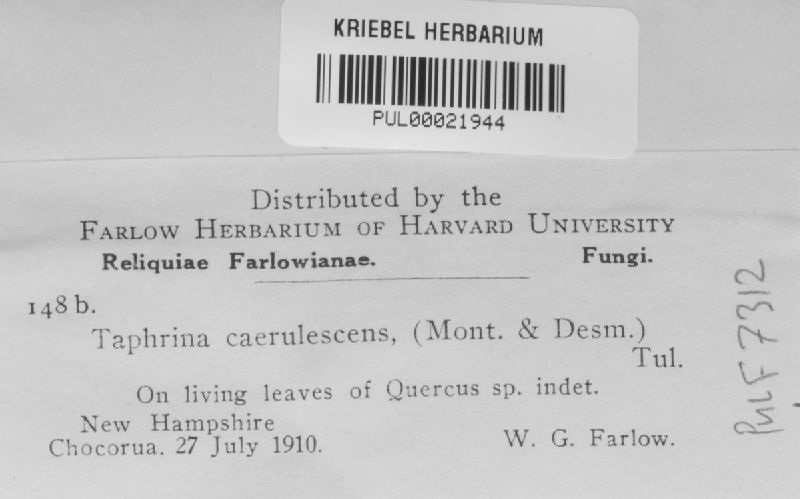 KRIEBEL HERBARIUM
PUL00021944
Distributed by the
FARLOW HERBARIUM OF HARVARD UNIVERSITY
Reliquiae Farlowianae. Fungi.
148 b.
Taphrina caerulescens, (Mont. & Desm.)
Tul.
On living leaves of Quercus sp. indet.
New Hampshire
Chocorua. 27 July 1910. W. G. Farlow.
PUL F 7312